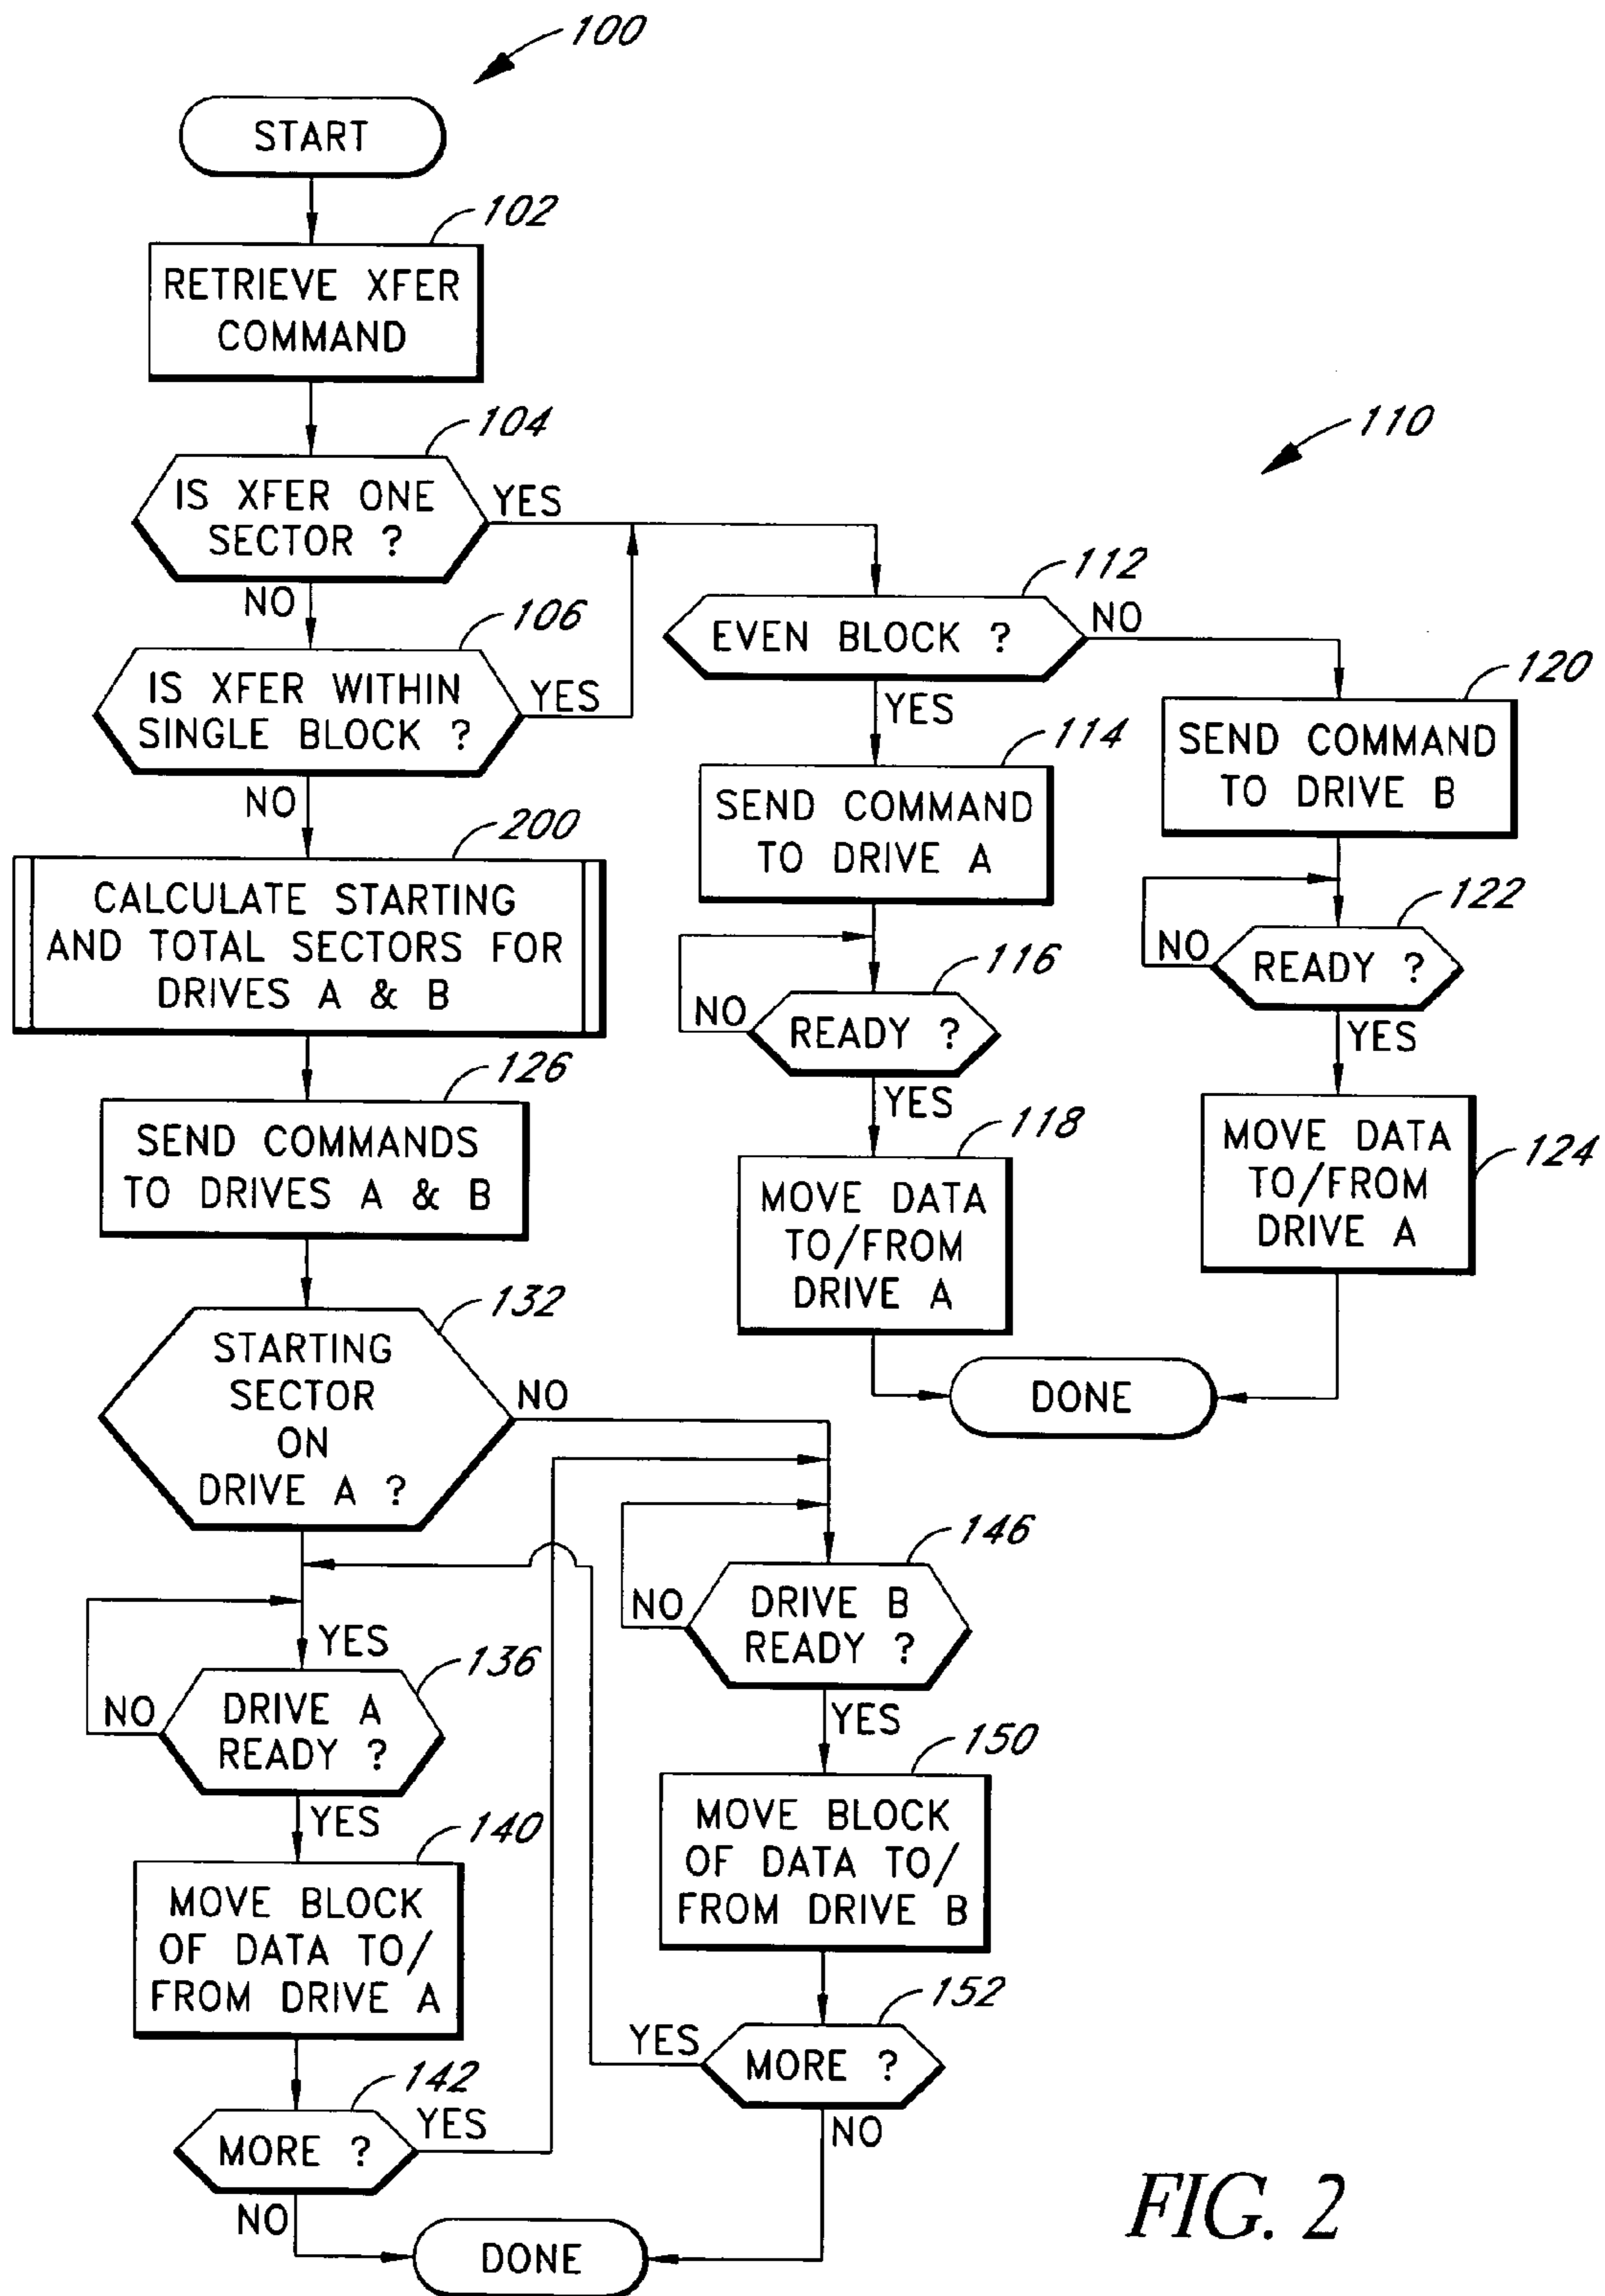 100
START
102
RETRIEVE XFER
COMMAND
104
IS XFER ONE
SECTOR ?
YES
NO
106
IS XFER WITHIN
SINGLE BLOCK ?
YES
NO
200
CALCULATE STARTING
AND TOTAL SECTORS FOR
DRIVES A & B
126
SEND COMMANDS
TO DRIVES A & B
132
STARTING
SECTOR
ON
DRIVE A ?
NO
YES
136
DRIVE A
READY ?
NO
YES
140
MOVE BLOCK
OF DATA TO/
FROM DRIVE A
142
MORE ?
YES
NO
110
112
EVEN BLOCK ?
NO
YES
114
SEND COMMAND
TO DRIVE A
116
READY ?
NO
YES
118
MOVE DATA
TO/FROM
DRIVE A
120
SEND COMMAND
TO DRIVE B
122
READY ?
NO
YES
124
MOVE DATA
TO/FROM
DRIVE A
DONE
146
DRIVE B
READY ?
NO
YES
150
MOVE BLOCK
OF DATA TO/
FROM DRIVE B
152
MORE ?
YES
NO
DONE
FIG. 2